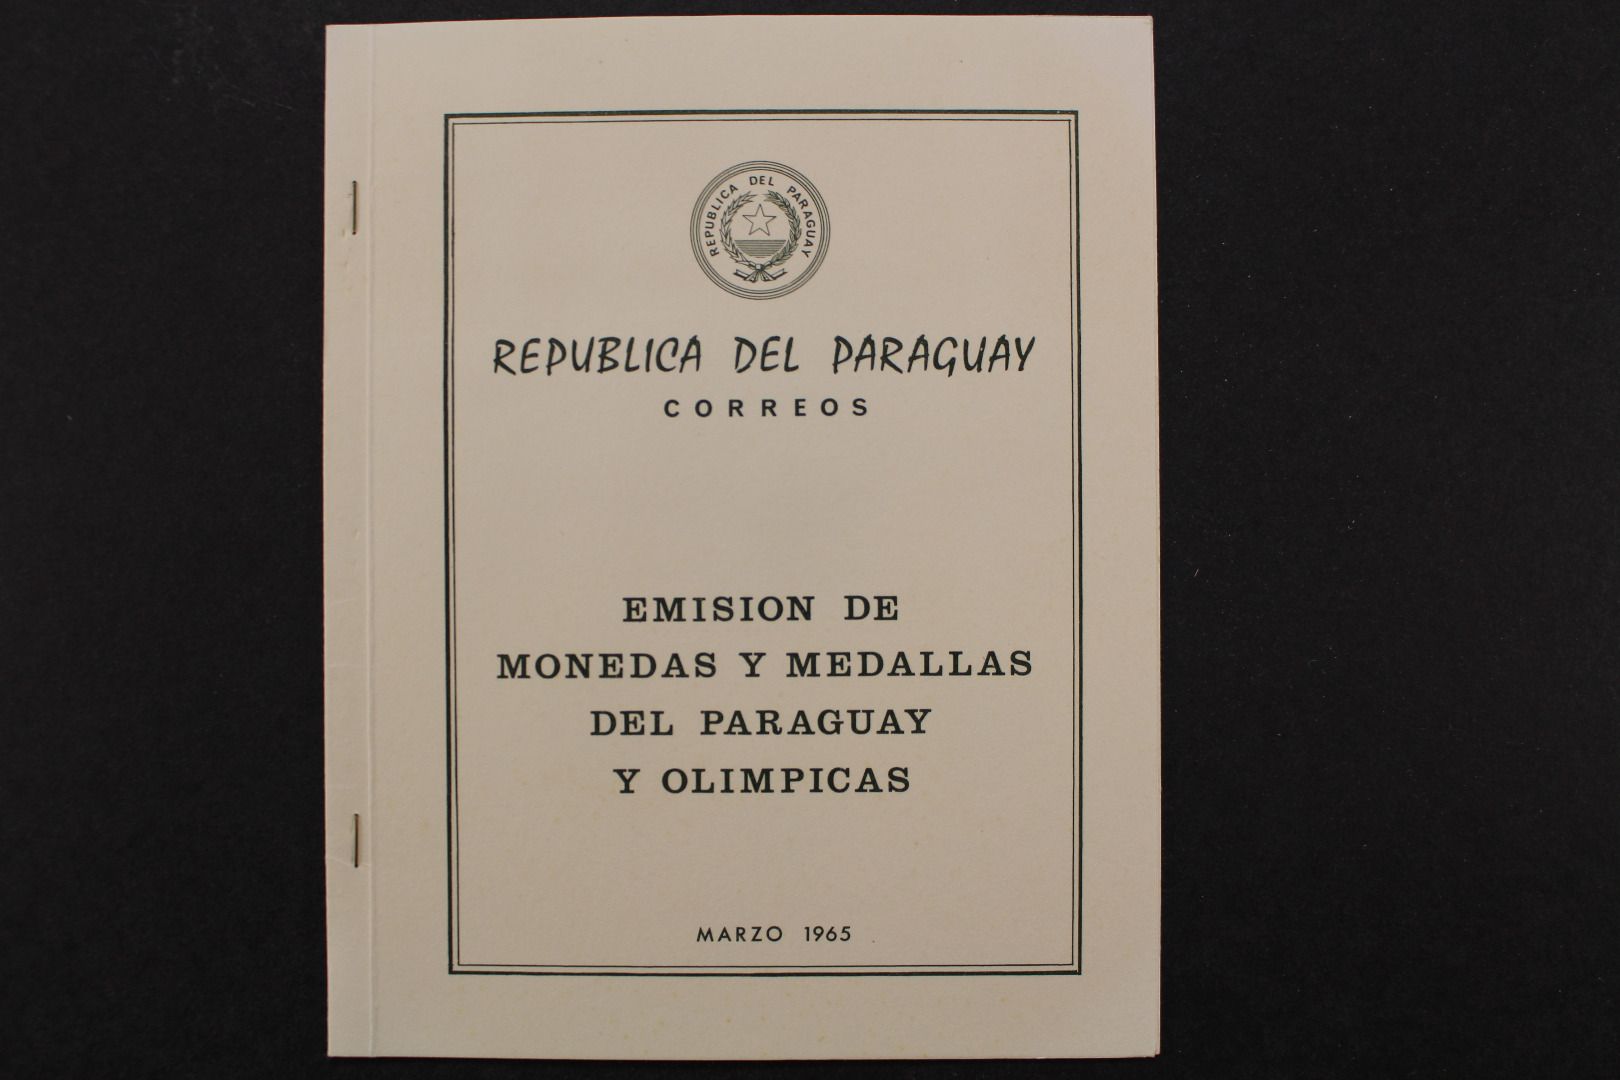 REPUBLICA DEL PARAGUAY
REPUBLICA DEL PARAGUAY
CORREOS
EMISION DE
MONEDAS Y MEDALLAS
DEL PARAGUAY
Y OLIMPICAS
MARZO 1965